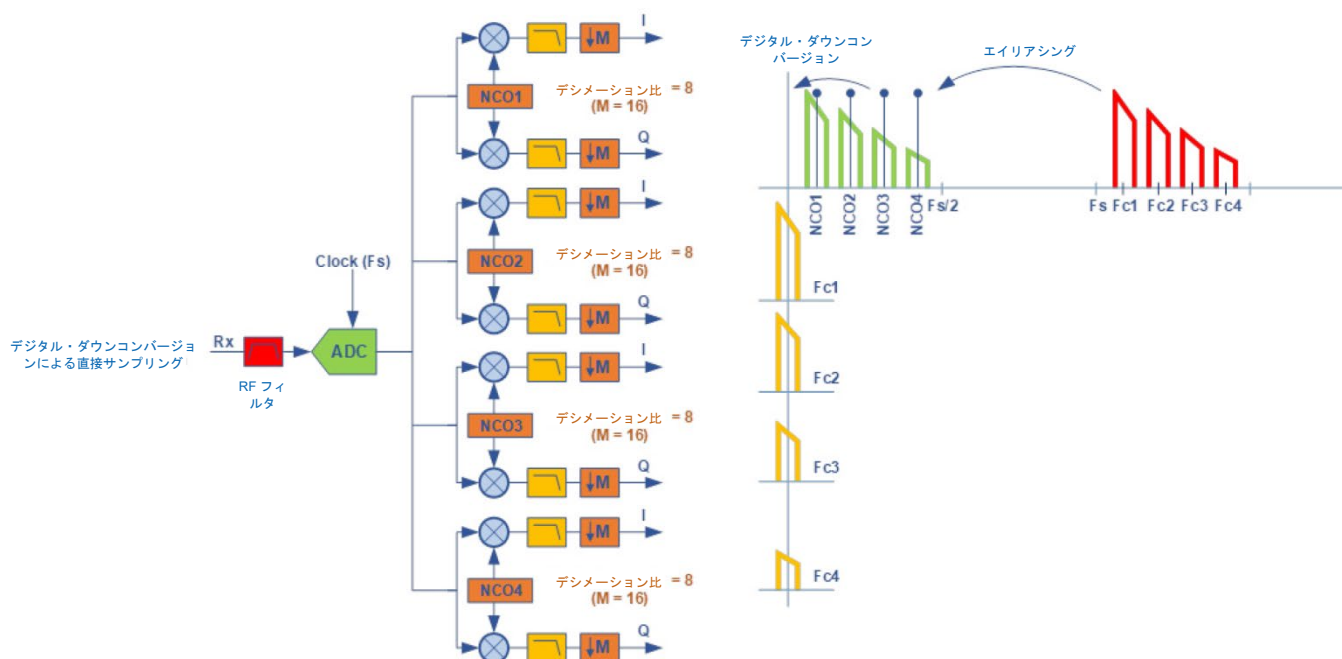 I
NCO1
デシメーション比 = 8
(M = 16)
↓M
Q
↓M
I
↓M
NCO2
デシメーション比 = 8
(M = 16)
Q
↓M
Clock (Fs)
デジタル・ダウンコンバージョ
ンによる直接サンプリング
Rx
ADC
RF フィ
ルタ
I
↓M
NCO3
デシメーション比 = 8
(M = 16)
Q
↓M
I
↓M
NCO4
デシメーション比 = 8
(M = 16)
Q
↓M
デジタル・ダウンコン
バージョン
エイリアシング
NCO1
NCO2
NCO3
NCO4
Fs/2
Fs
Fc1
Fc2
Fc3
Fc4
Fc1
Fc2
Fc3
Fc4